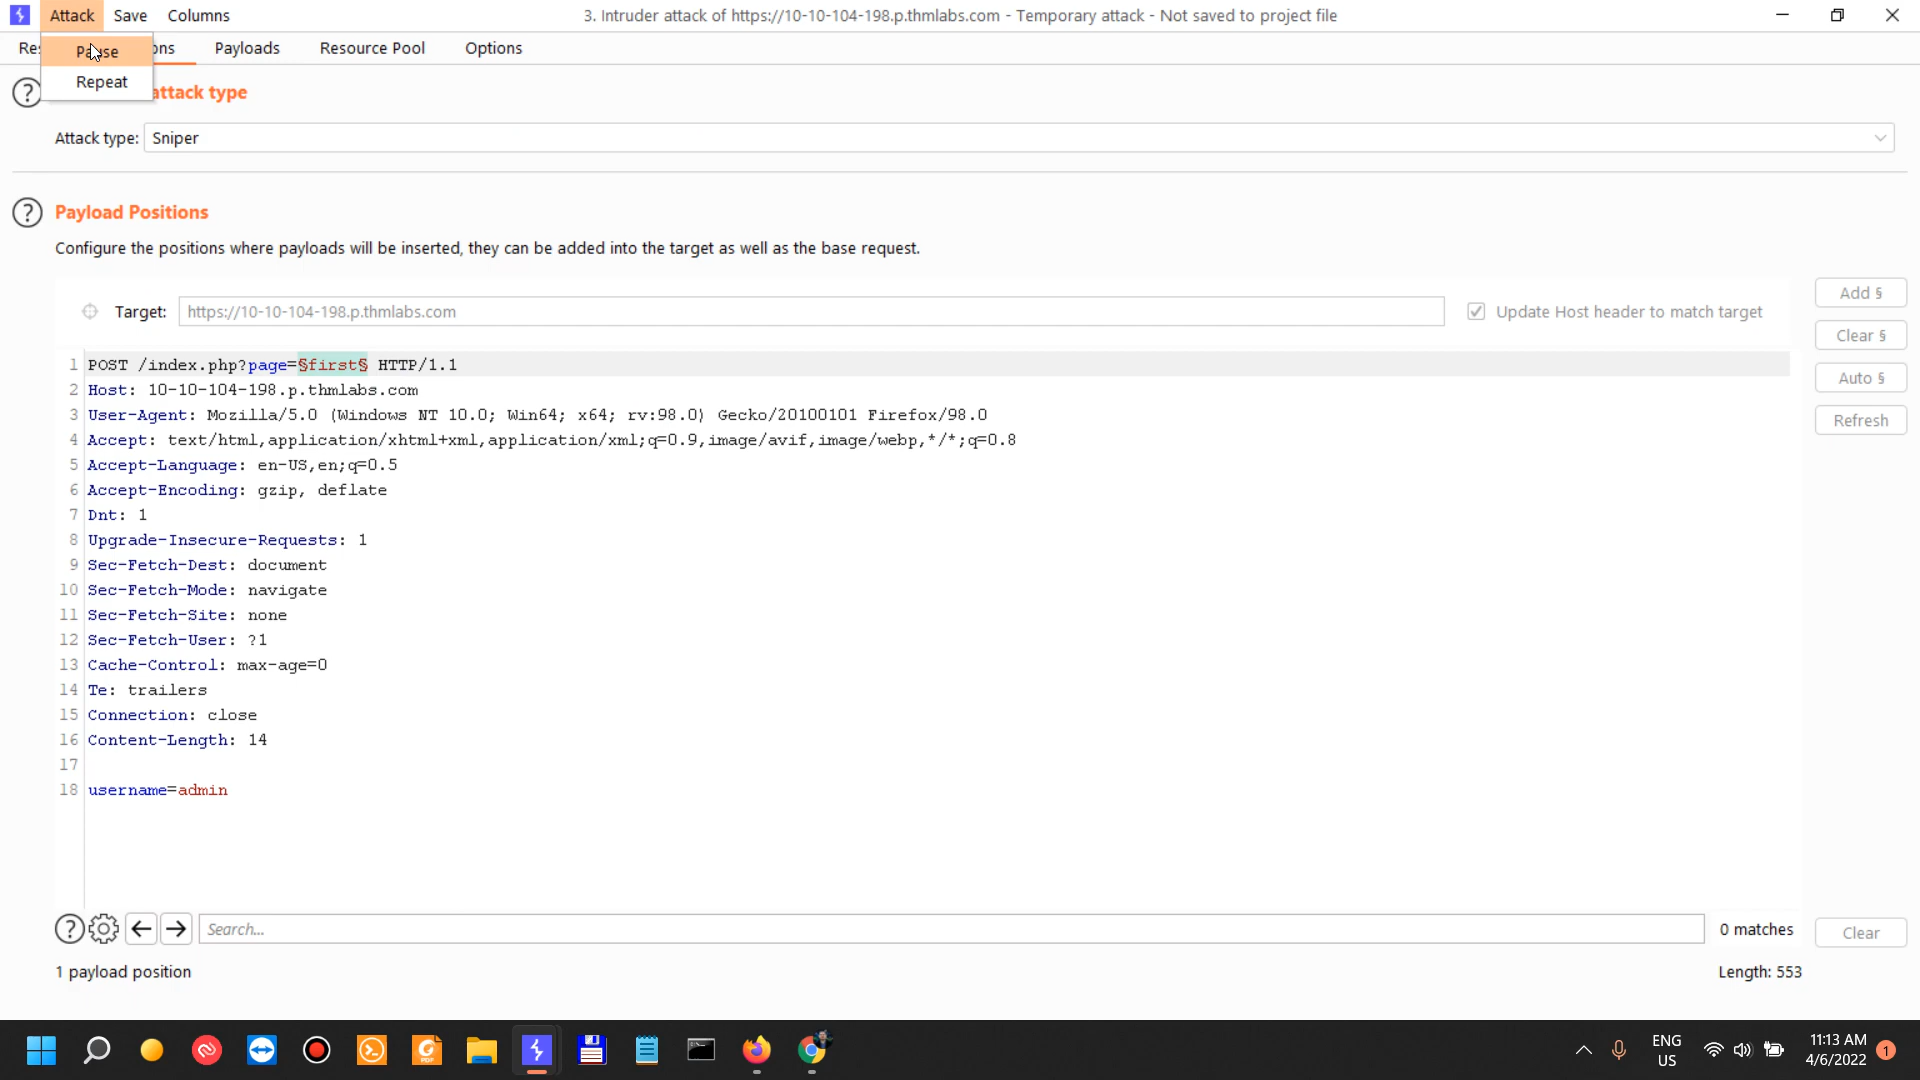 Attack Save Columns 3. Intruder attack of https://10-10-104-198.p.thmlabs.com - Temporary attack - Not saved to project file
Res ons Payloads Resource Pool Options
Pause
Repeat
? attack type
Attack type: Sniper
? Payload Positions
Configure the positions where payloads will be inserted, they can be added into the target as well as the base request.
Target: https://10-10-104-198.p.thmlabs.com Update Host header to match target
Add §
Clear §
Auto §
Refresh
1 POST /index.php?page=§first§ HTTP/1.1
2 Host: 10-10-104-198.p.thmlabs.com
3 User-Agent: Mozilla/5.0 (Windows NT 10.0; Win64; x64; rv:98.0) Gecko/20100101 Firefox/98.0
4 Accept: text/html,application/xhtml+xml,application/xml;q=0.9,image/avif,image/webp,*/*;q=0.8
5 Accept-Language: en-US,en;q=0.5
6 Accept-Encoding: gzip, deflate
7 Dnt: 1
8 Upgrade-Insecure-Requests: 1
9 Sec-Fetch-Dest: document
10 Sec-Fetch-Mode: navigate
11 Sec-Fetch-Site: none
12 Sec-Fetch-User: ?1
13 Cache-Control: max-age=0
14 Te: trailers
15 Connection: close
16 Content-Length: 14
17
18 username=admin
? Search... 0 matches Clear
1 payload position Length: 553
ENG
US
11:13 AM
4/6/2022
1
PDF